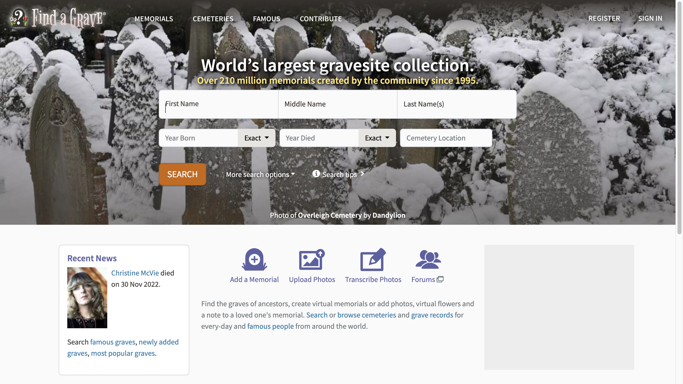 Find a Grave
MEMORIALS CEMETERIES FAMOUS CONTRIBUTE REGISTER SIGN IN
World's largest gravesite collection.
Over 210 million memorials created by the community since 1995.
First Name Middle Name Last Name(s)
Year Born Exact Year Died Exact Cemetery Location
SEARCH More search options Search tips
Photo of Overleigh Cemetery by Dandylion
Recent News
Christine McVie died
on 30 Nov 2022.
Search famous graves, newly added
graves, most popular graves.
Add a Memorial Upload Photos Transcribe Photos Forums
Find the graves of ancestors, create virtual memorials or add photos, virtual flowers and
a note to a loved one's memorial. Search or browse cemeteries and grave records for
every-day and famous people from around the world.